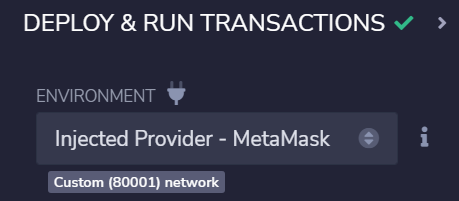 DEPLOY & RUN TRANSACTIONS
ENVIRONMENT
Injected Provider - MetaMask
Custom (80001) network